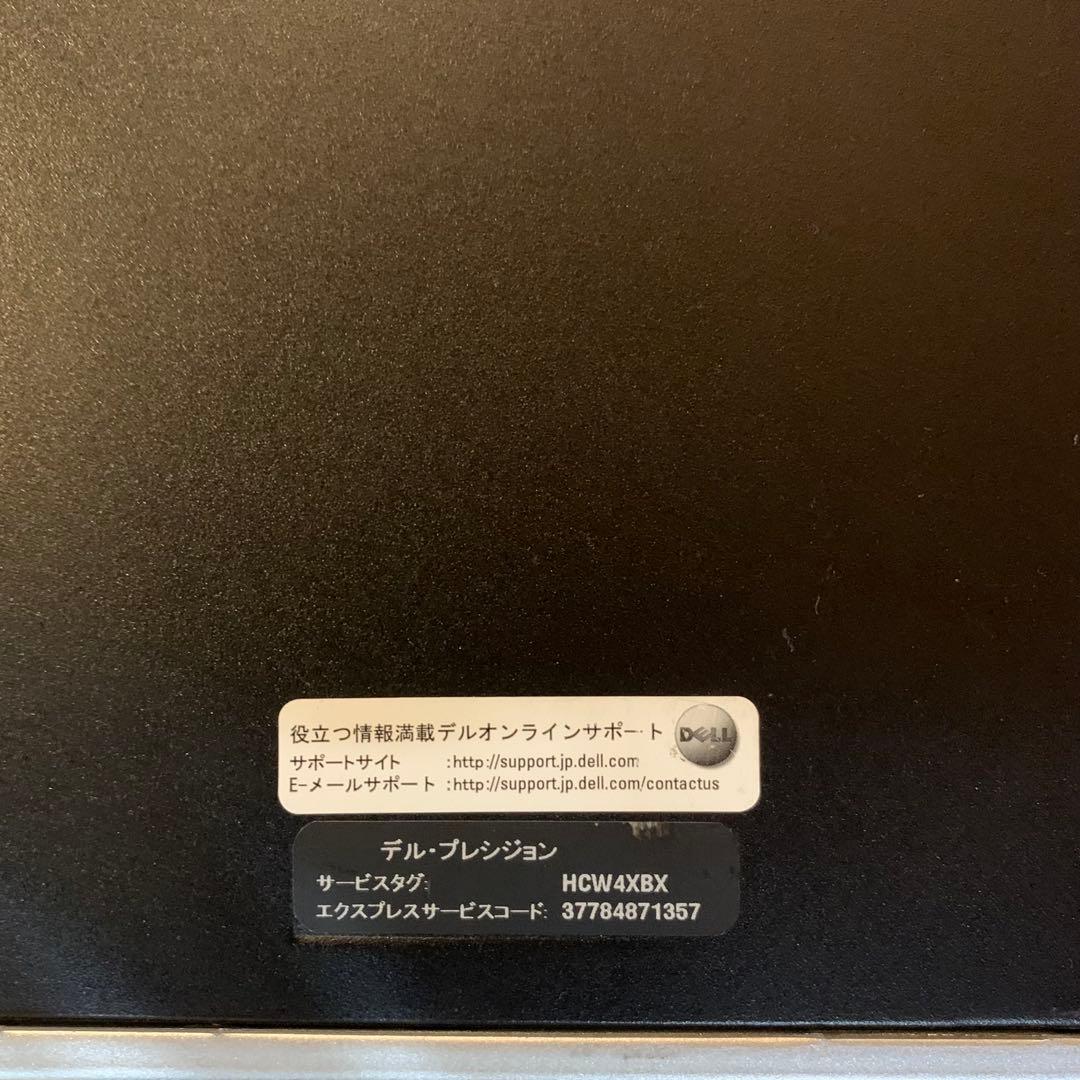 役立つ情報満載デルオンラインサポート
DELL
サポートサイト :http://support.jp.dell.com
E-メールサポート :http://support.jp.dell.com/contactus
デル・プレシジョン
サービスタグ: HCW4XBX
エクスプレスサービスコード: 37784871357